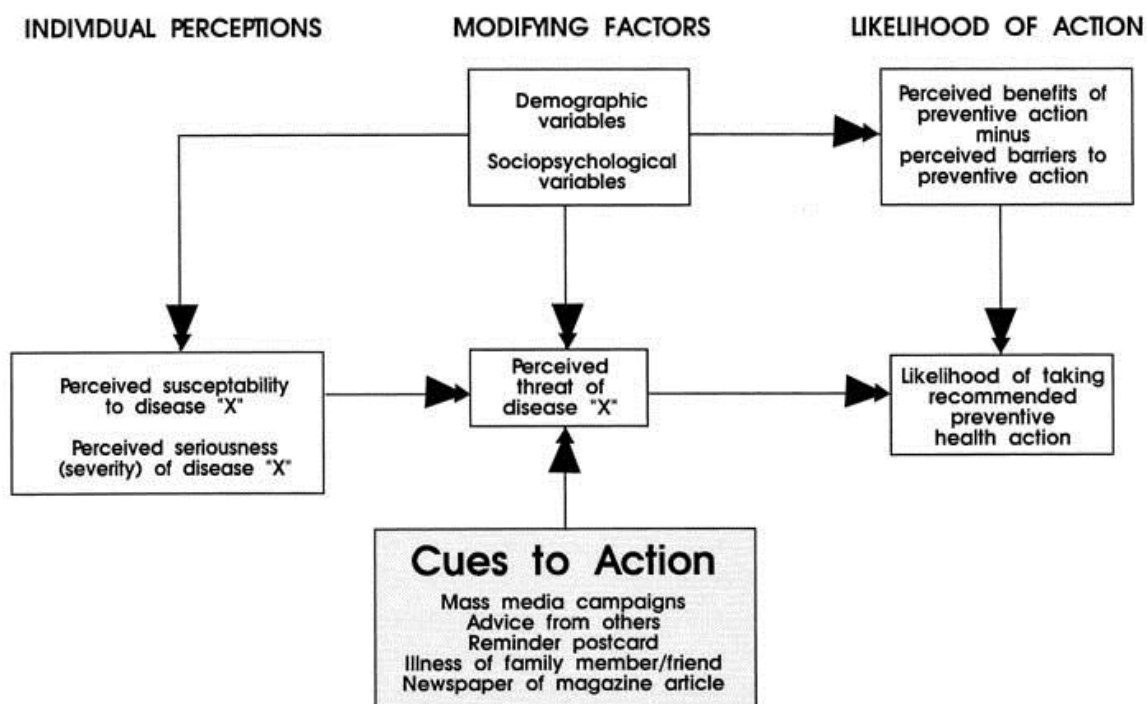 INDIVIDUAL PERCEPTIONS
MODIFYING FACTORS
LIKELIHOOD OF ACTION
Demographic
variables
Sociopsychological
variables
Perceived benefits of
preventive action
minus
perceived barriers to
preventive action
Perceived susceptability
to disease "X"
Perceived seriousness
(severity) of disease "X"
Perceived
threat of
disease "X"
Likelihood of taking
recommended
preventive
health action
Cues to Action
Mass media campaigns
Advice from others
Reminder postcard
Illness of family member/friend
Newspaper of magazine article